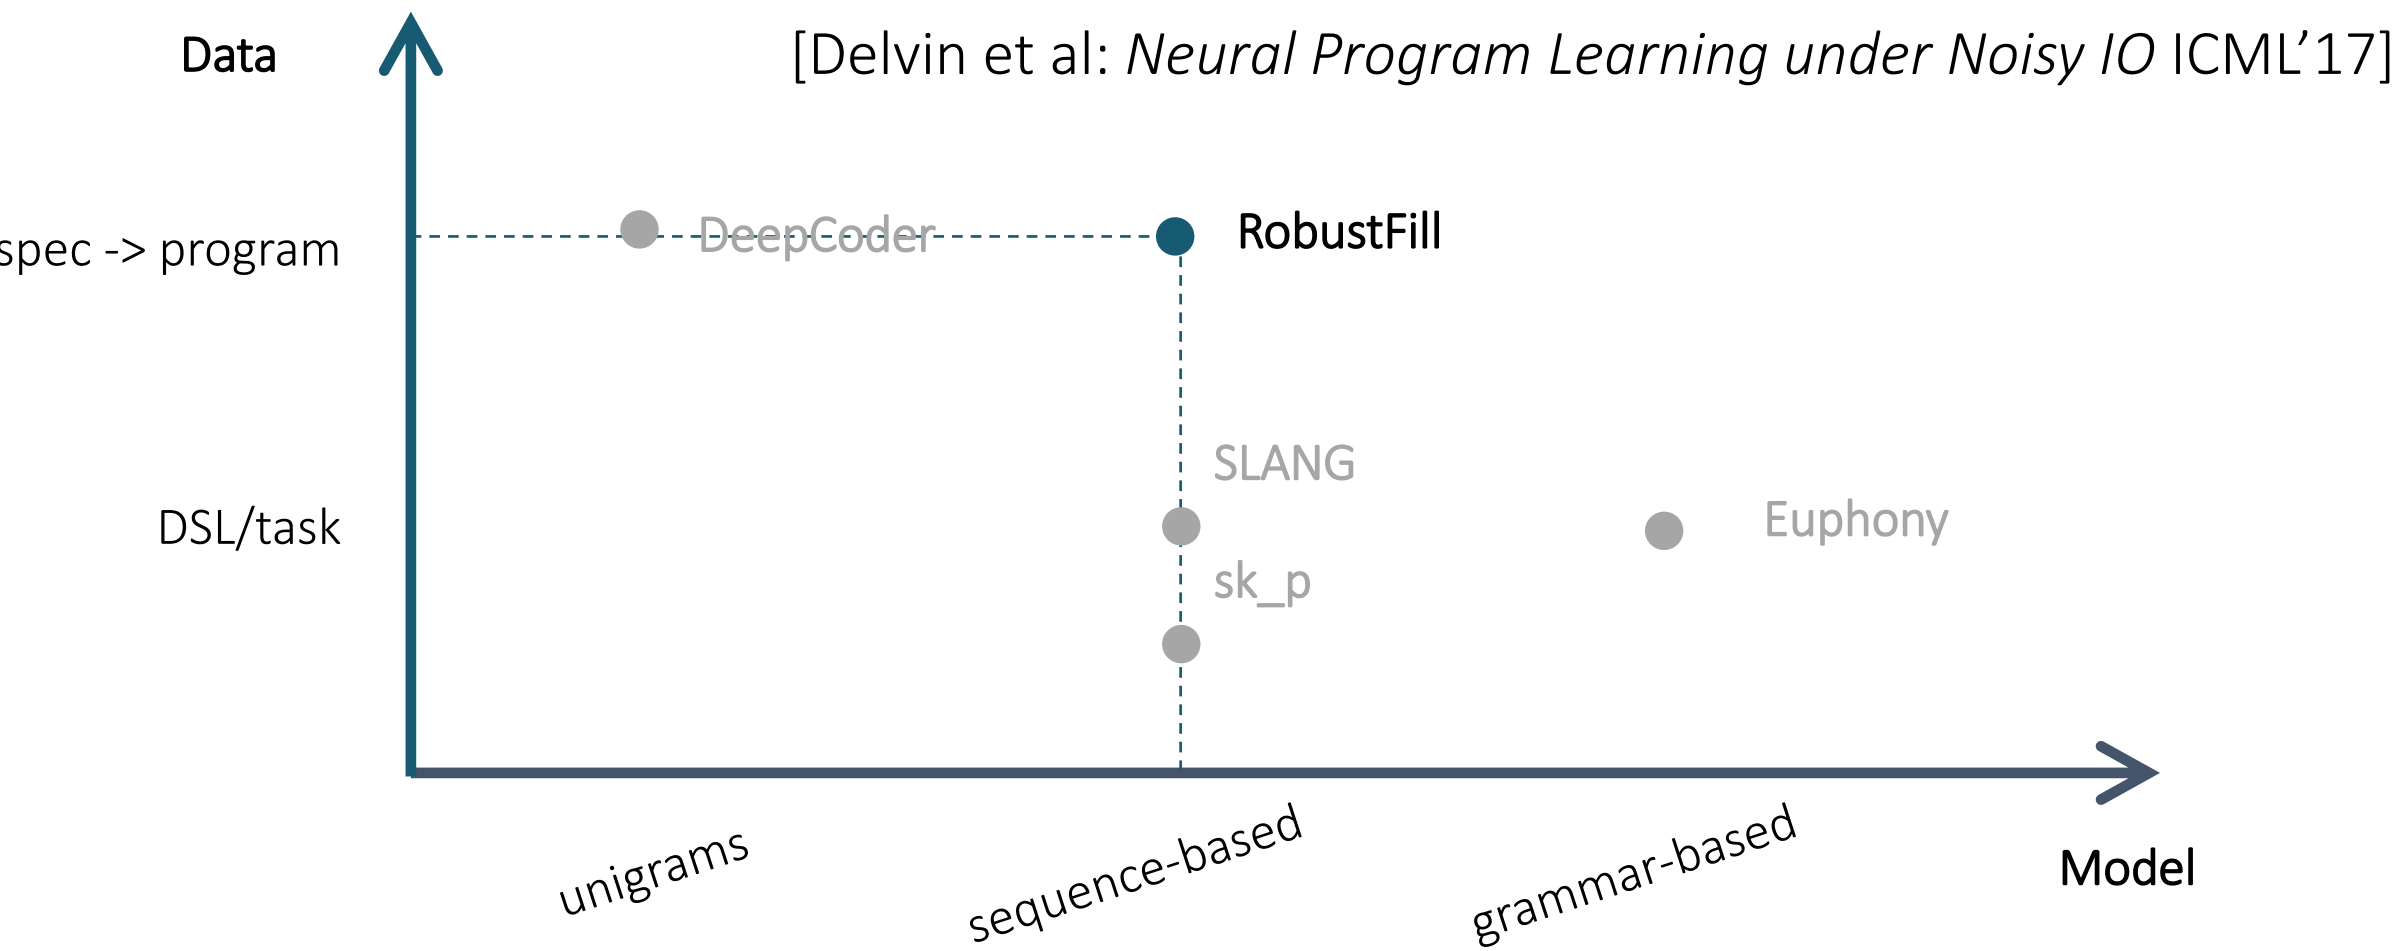 Data
[Delvin et al: Neural Program Learning under Noisy IO ICML’17]
spec -> program
DeepCoder
RobustFill
SLANG
DSL/task
Euphony
sk_p
unigrams
sequence-based
grammar-based
Model